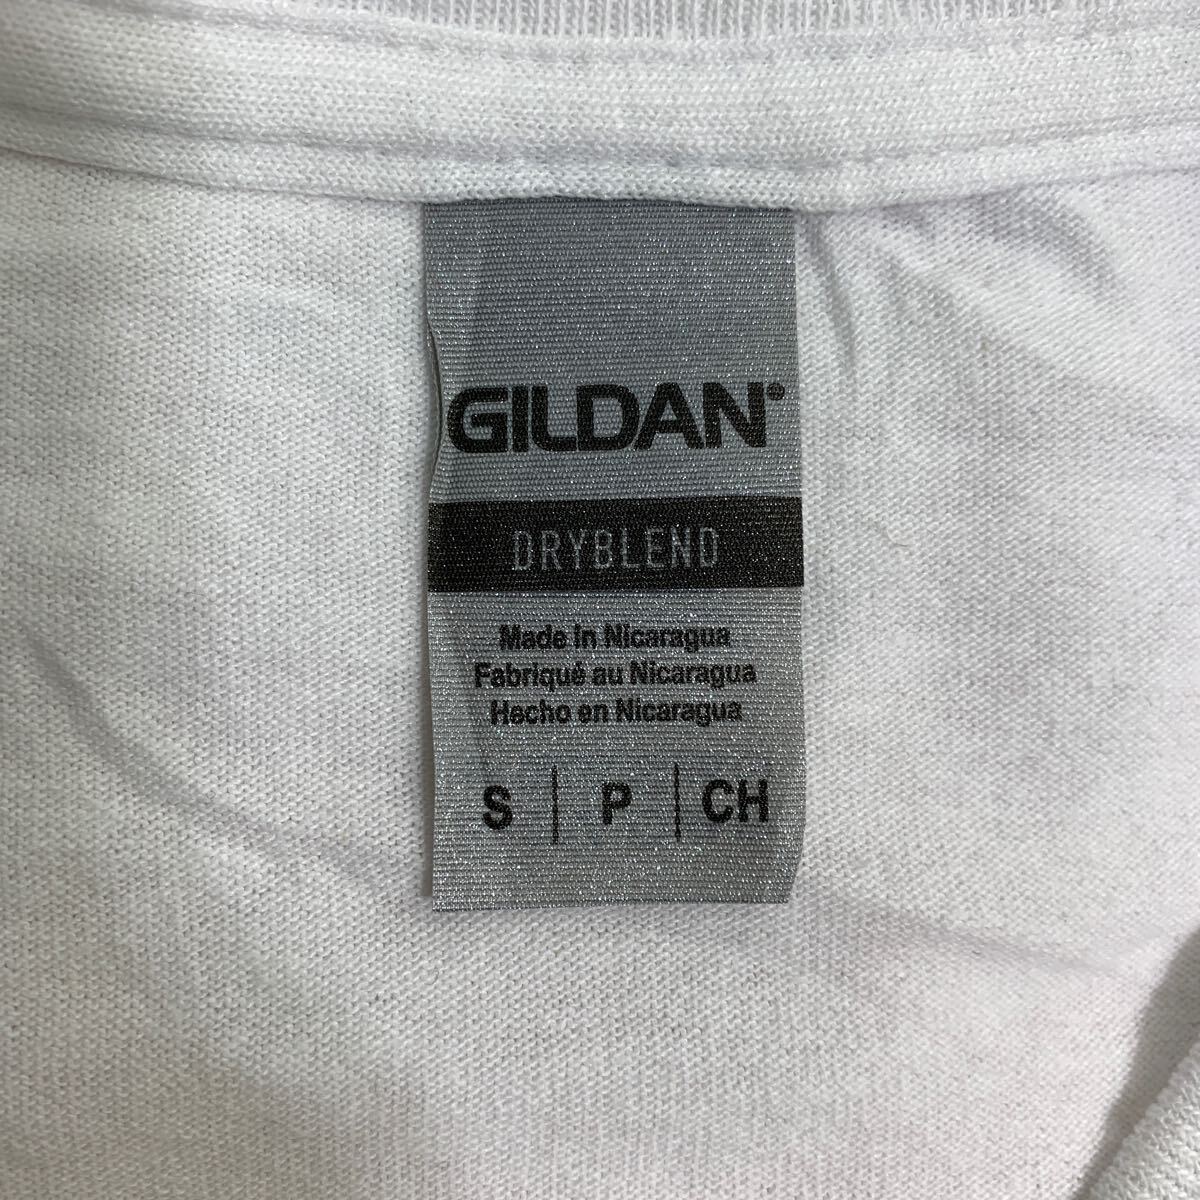 GILDAN®
DRYBLEND
Made in Nicaragua
Fabriqué au Nicaragua
Hecho en Nicaragua
S | P | CH